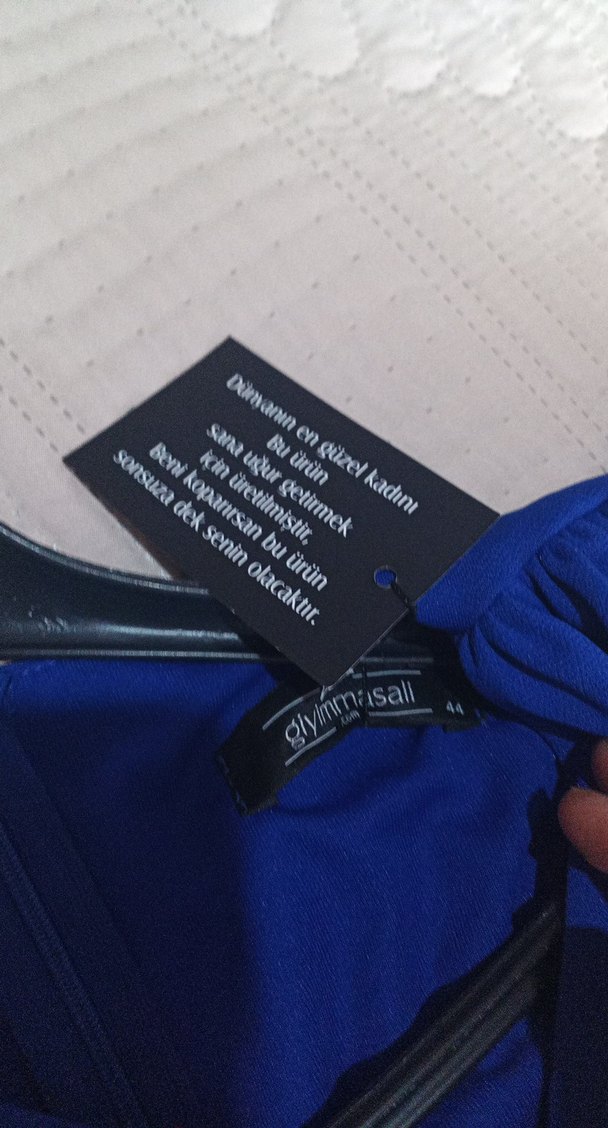 Dünyanın en güzel kadını
Bu ürün
sana uğur getirmek
için üretilmiştir.
Beni koparırsan bu ürün
sonsuza dek senin olacaktır.
giyimmasali
.com
44